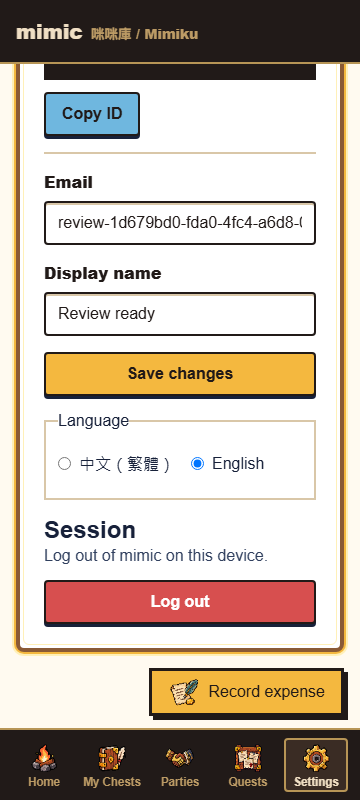 mimic 咪咪庫 / Mimiku
Copy ID
Email
review-1d679bd0-fda0-4fc4-a6d8-
Display name
Review ready
Save changes
Language
中文（繁體）
English
Session
Log out of mimic on this device.
Log out
Record expense
Home
My Chests
Parties
Quests
Settings